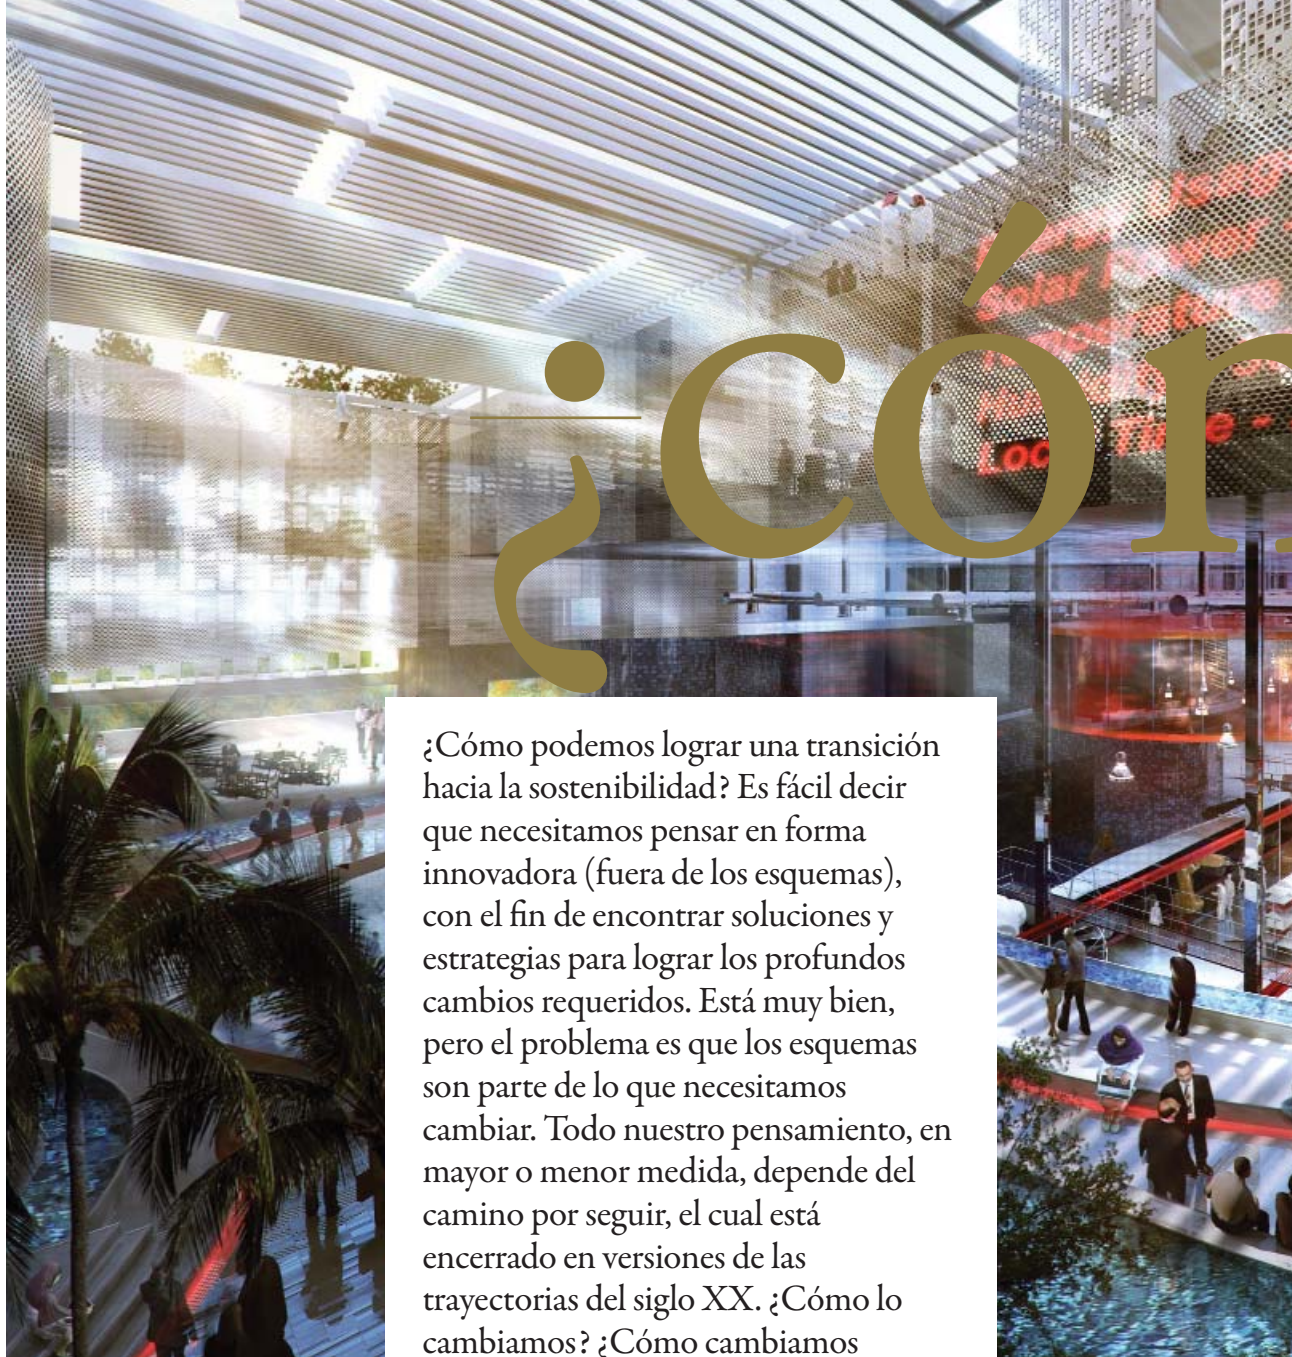 ¿cóm
Solar Power
Time -
¿Cómo podemos lograr una transición
hacia la sostenibilidad? Es fácil decir
que necesitamos pensar en forma
innovadora (fuera de los esquemas),
con el fin de encontrar soluciones y
estrategias para lograr los profundos
cambios requeridos. Está muy bien,
pero el problema es que los esquemas
son parte de lo que necesitamos
cambiar. Todo nuestro pensamiento, en
mayor o menor medida, depende del
camino por seguir, el cual está
encerrado en versiones de las
trayectorias del siglo XX. ¿Cómo lo
cambiamos? ¿Cómo cambiamos